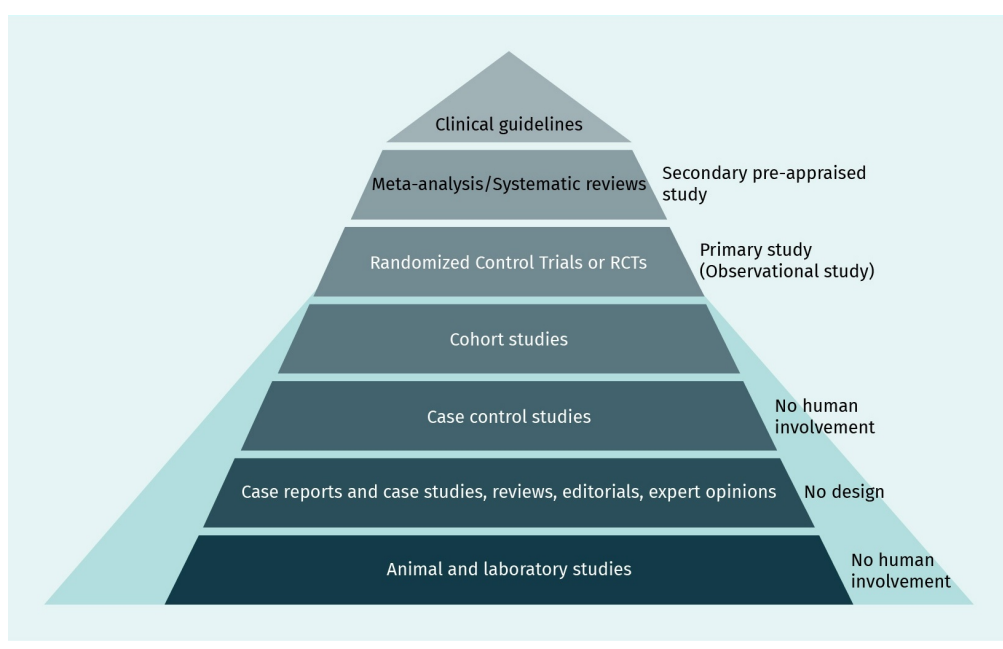 Clinical guidelines
Meta-analysis/Systematic reviews
Secondary pre-appraised
study
Randomized Control Trials or RCTs
Primary study
(Observational study)
Cohort studies
Case control studies
No human
involvement
Case reports and case studies, reviews, editorials, expert opinions
No design
Animal and laboratory studies
No human
involvement